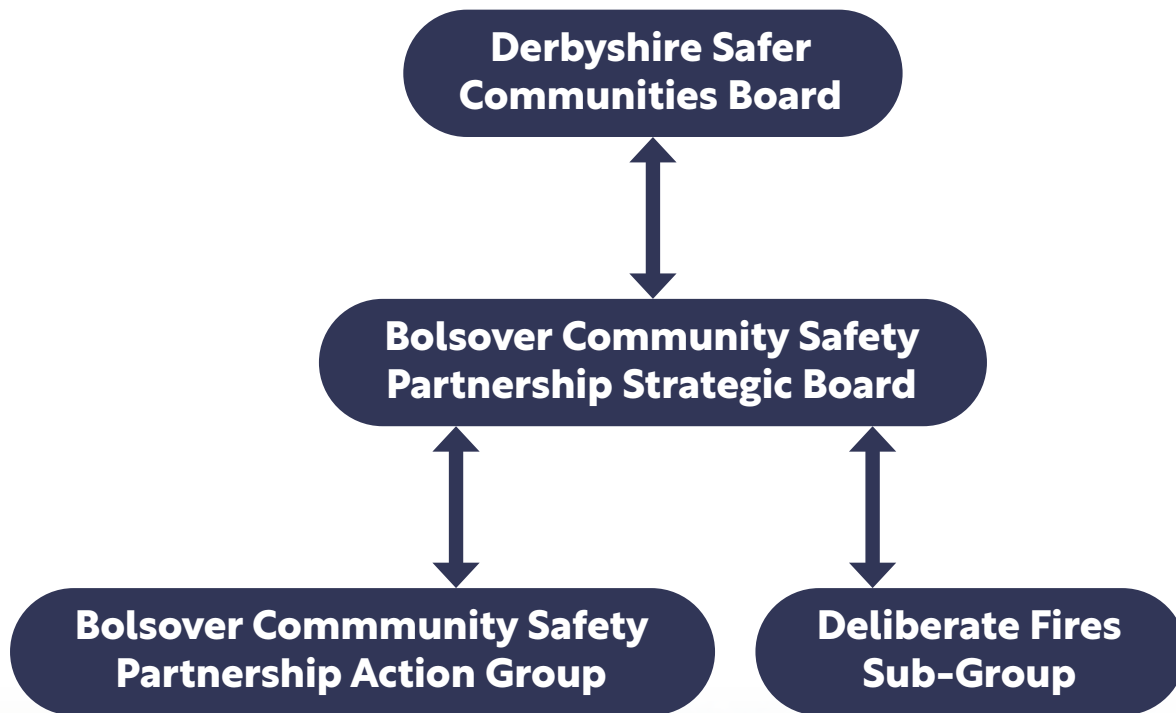 Derbyshire Safer
Communities Board
Bolsover Community Safety
Partnership Strategic Board
Bolsover Commmunity Safety
Partnership Action Group
Deliberate Fires
Sub-Group